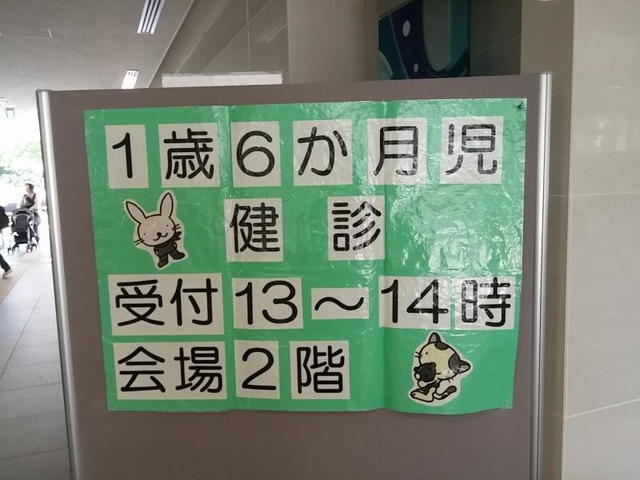 1歳6か月児
健診
受付13～14時
会場2階